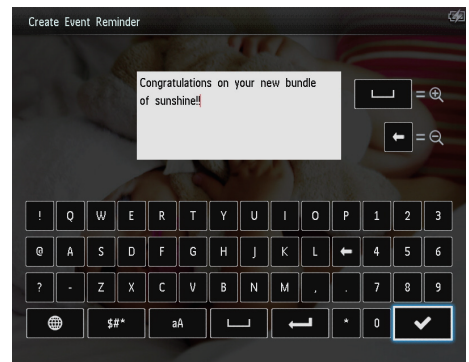 Create Event Reminder
Congratulations on your new bundle
of sunshine!!
=
=
! Q W E R T Y U I O P 1 2 3
@ A S D F G H J K L 4 5 6
? - Z X C V B N M , . 7 8 9
$#* aA * 0